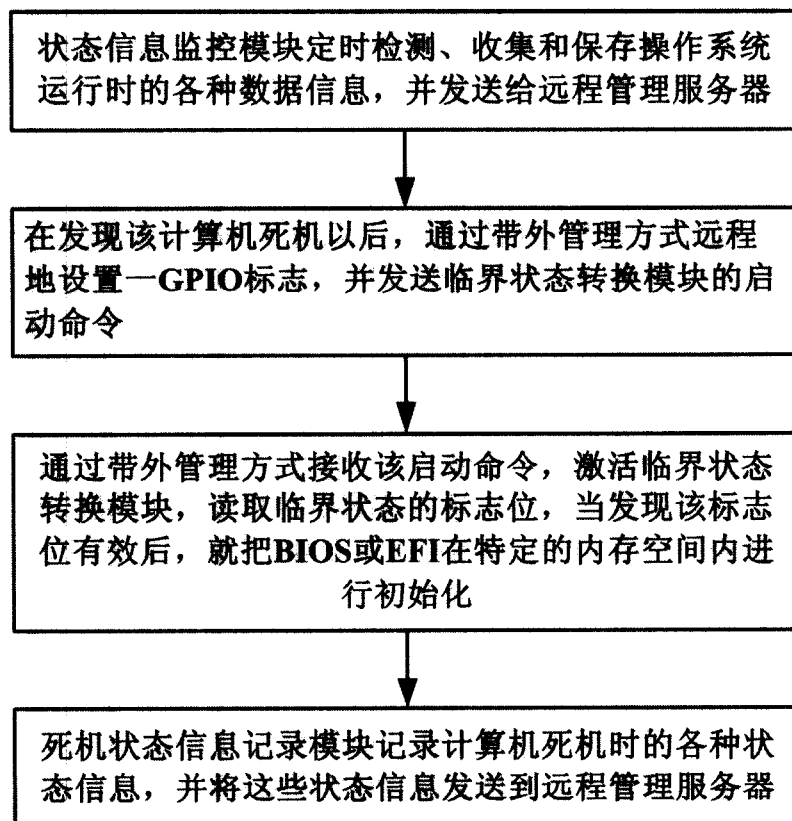 状态信息监控模块定时检测、收集和保存操作系统
运行时的各种数据信息，并发送给远程管理服务器
在发现该计算机死机以后，通过带外管理方式远程
地设置一GPIO标志，并发送临界状态转换模块的启
动命令
通过带外管理方式接收该启动命令，激活临界状态
转换模块，读取临界状态的标志位，当发现该标志
位有效后，就把BIOS或EFI在特定的内存空间内进
行初始化
死机状态信息记录模块记录计算机死机时的各种状
态信息，并将这些状态信息发送到远程管理服务器